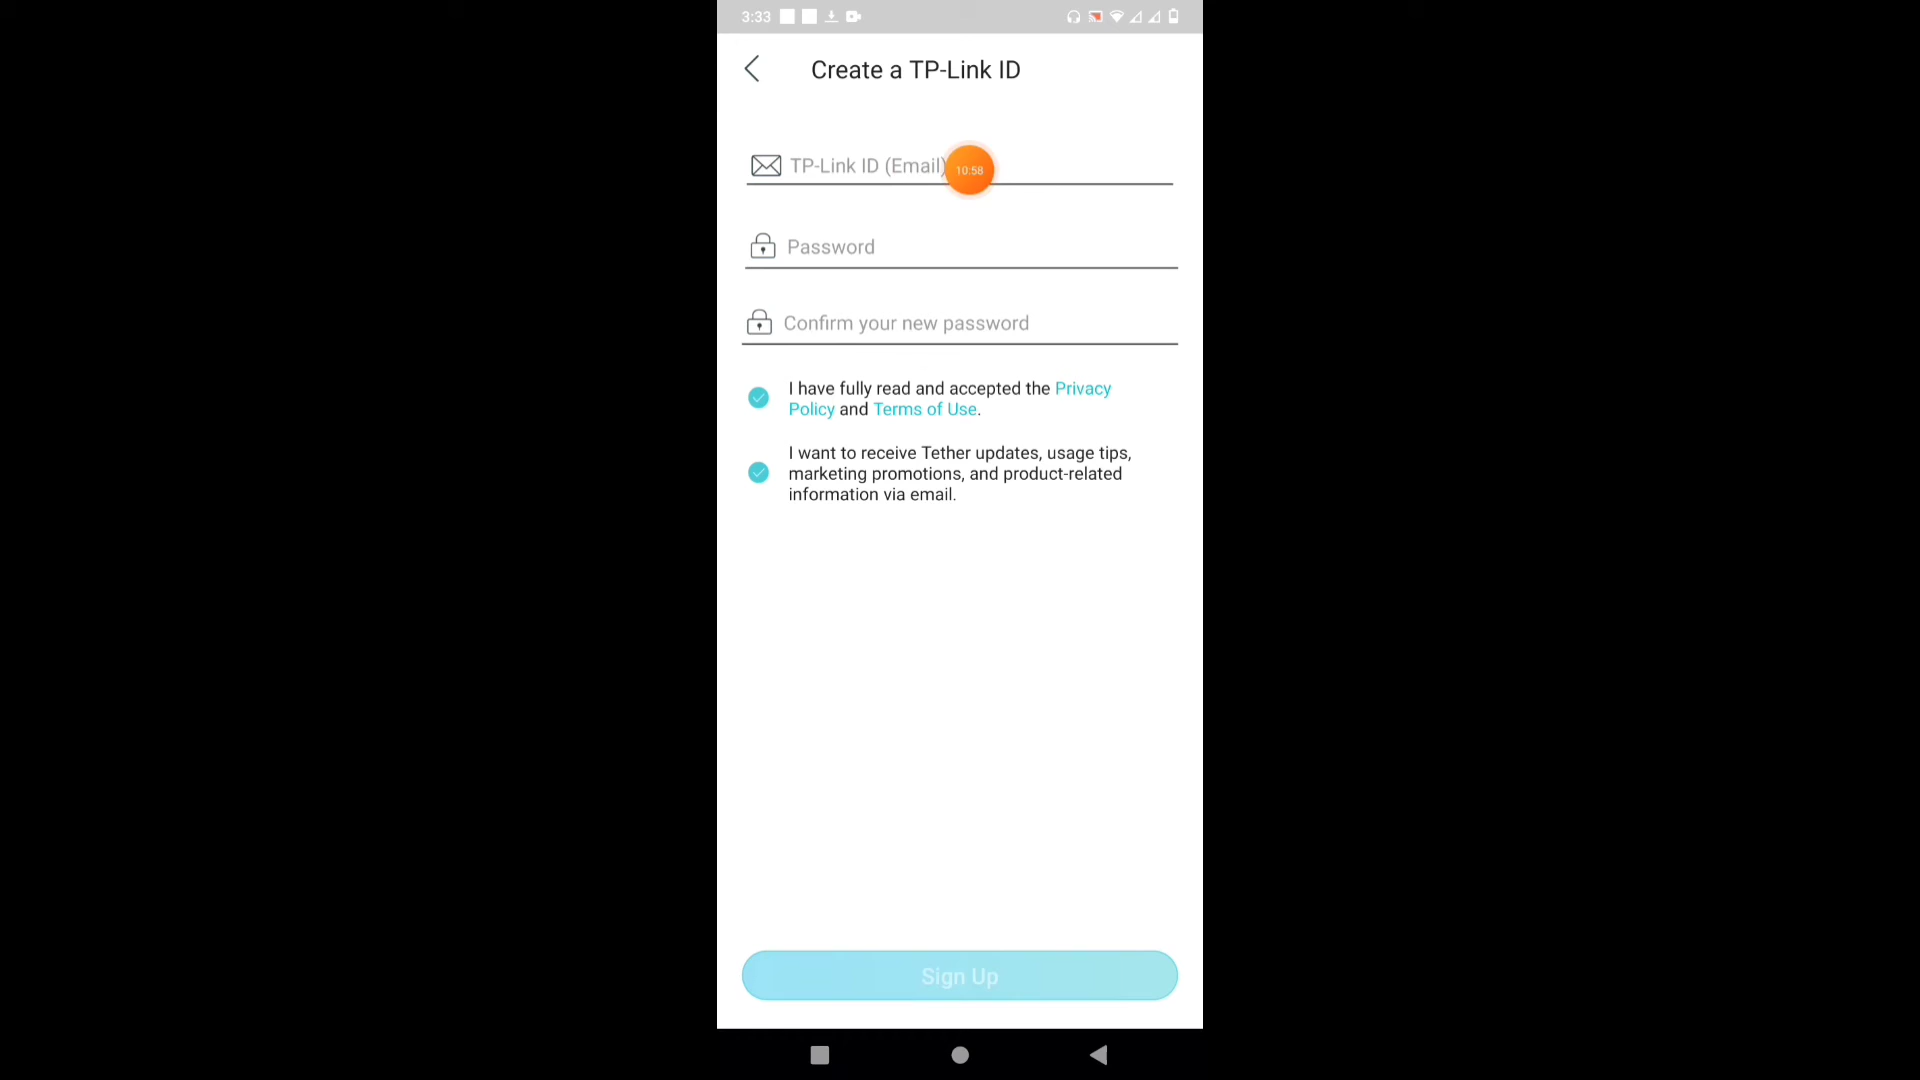 3:33
Create a TP-Link ID
TP-Link ID (Email)
10:58
Password
Confirm your new password
I have fully read and accepted the Privacy
Policy and Terms of Use.
I want to receive Tether updates, usage tips,
marketing promotions, and product-related
information via email.
Sign Up